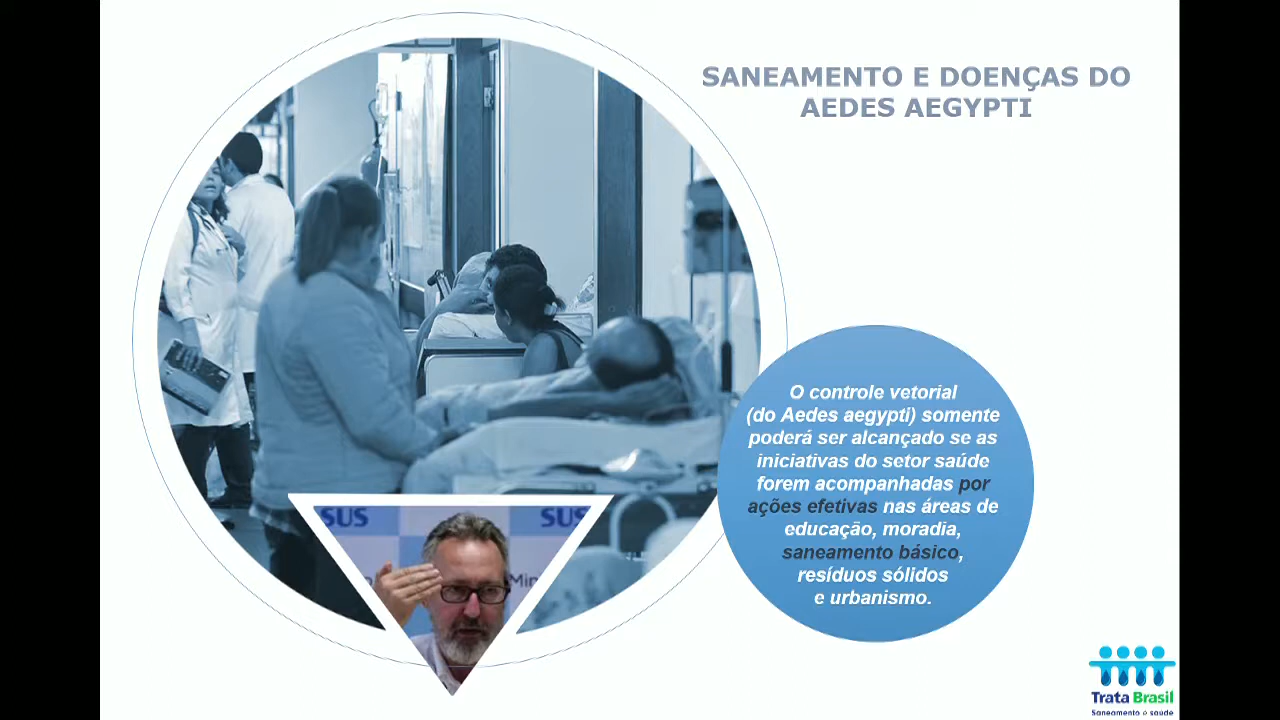 SANEAMENTO E DOENÇAS DO
AEDES AEGYPTI
O controle vetorial
(do Aedes aegypti) somente
poderá ser alcançado se as
iniciativas do setor saúde
forem acompanhadas por
ações efetivas nas áreas de
educação, moradia,
saneamento básico,
resíduos sólidos
e urbanismo.
SUS
SUS
Min
Trata Brasil
Saneamento e saúde